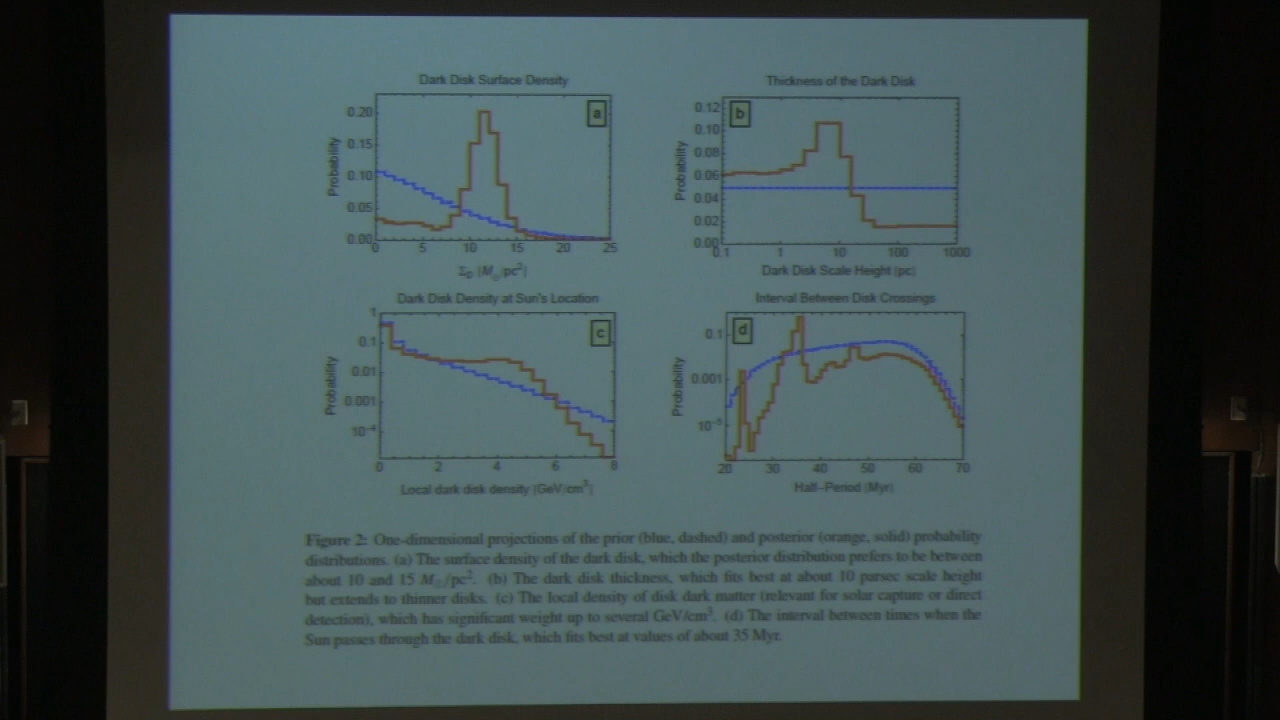 Dark Disk Surface Density
a
Probability
0.20
0.15
0.10
0.05
0.00
0 5 10 15 20 25
Σ_D [M_⊙/pc²]
Thickness of the Dark Disk
b
Probability
0.12
0.10
0.08
0.06
0.04
0.02
0.00
0.1 1 10 100 1000
Dark Disk Scale Height [pc]
Dark Disk Density at Sun's Location
c
Probability
1
0.1
0.01
0.001
10⁻⁴
0 2 4 6 8
Local dark disk density [GeV/cm³]
Interval Between Disk Crossings
d
Probability
0.1
0.001
10⁻⁵
20 30 40 50 60 70
Half-Period [Myr]
Figure 2: One-dimensional projections of the prior (blue, dashed) and posterior (orange, solid) probability
distributions. (a) The surface density of the dark disk, which the posterior distribution prefers to be between
about 10 and 15 M_⊙/pc². (b) The dark disk thickness, which fits best at about 10 parsec scale height
but extends to thinner disks. (c) The local density of disk dark matter (relevant for solar capture or direct
detection), which has significant weight up to several GeV/cm³. (d) The interval between times when the
Sun passes through the dark disk, which fits best at values of about 35 Myr.